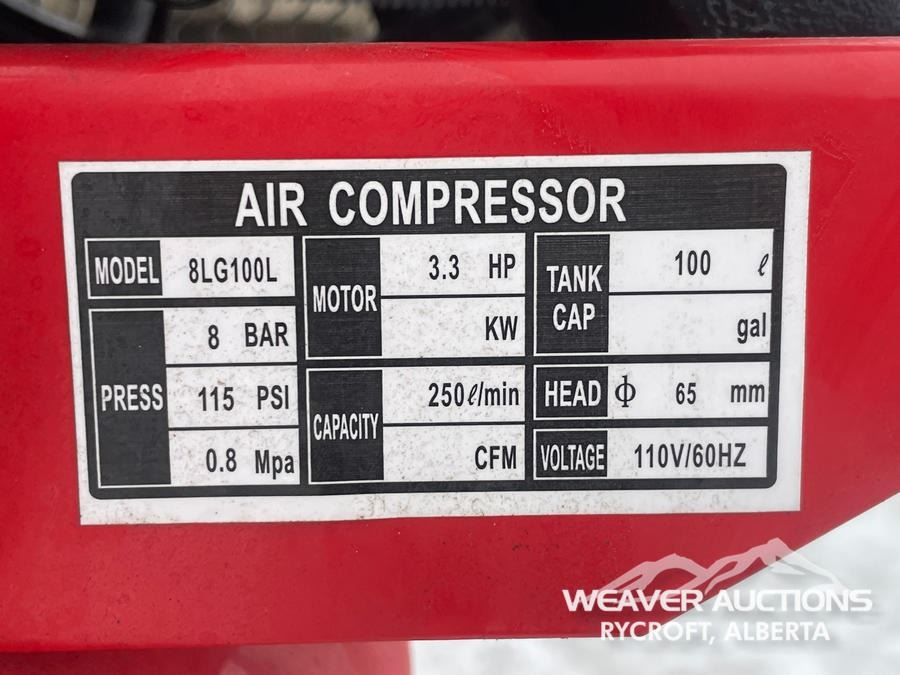 AIR COMPRESSOR
MODEL 8LG100L
PRESS 8 BAR
115 PSI
0.8 Mpa
MOTOR 3.3 HP
KW
CAPACITY 250ℓ/min
CFM
TANK CAP 100 ℓ
gal
HEAD Φ 65 mm
VOLTAGE 110V/60HZ
WEAVER AUCTIONS
RYCROFT, ALBERTA